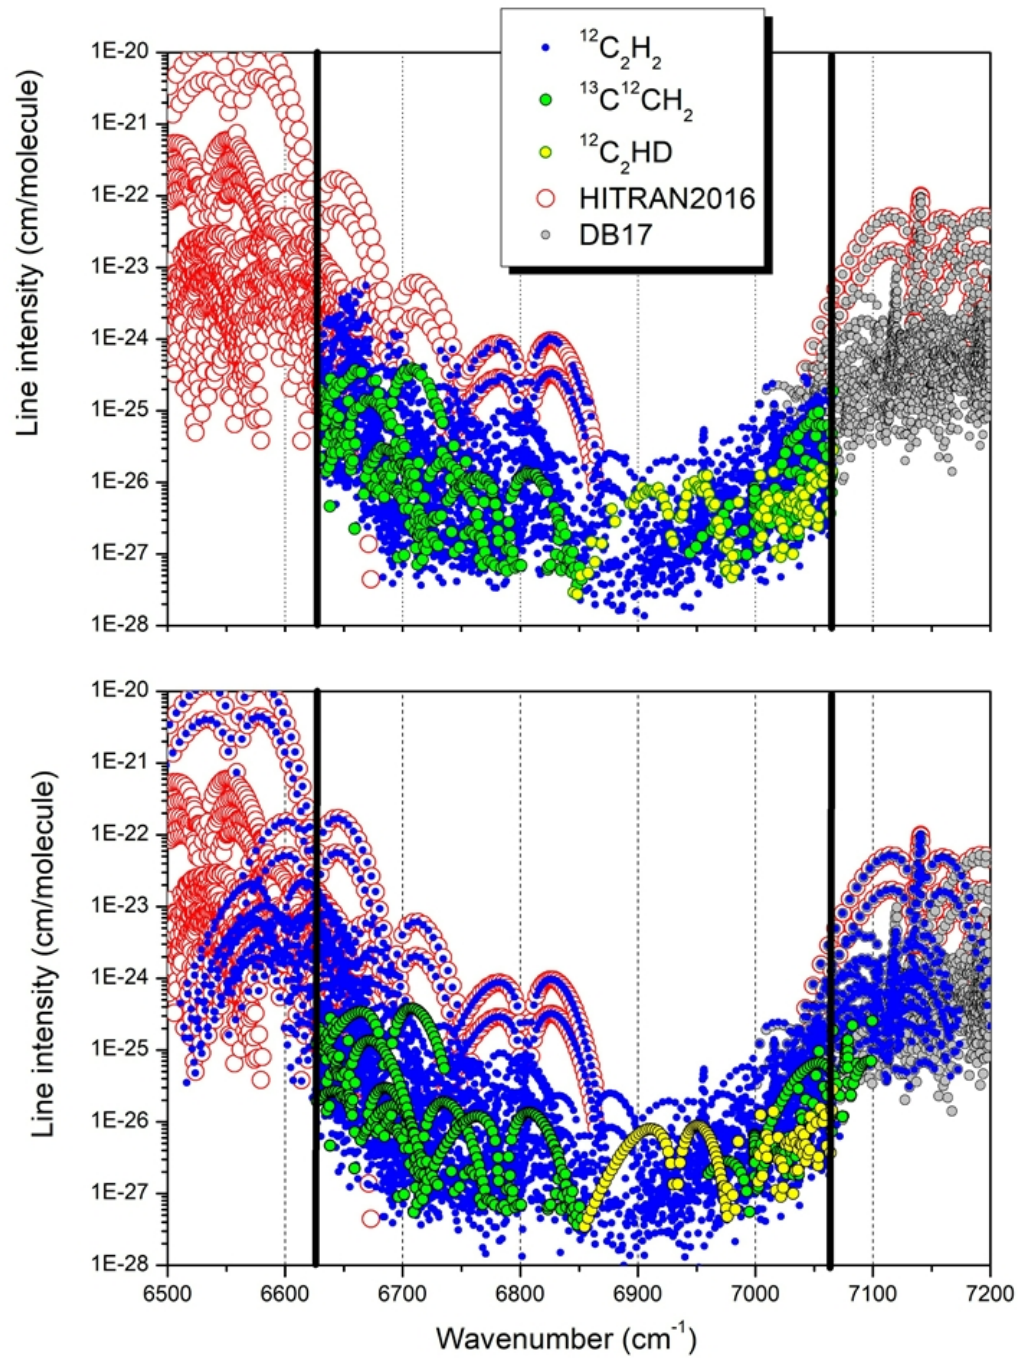 ¹²C₂H₂
¹³C¹²CH₂
¹²C₂HD
HITRAN2016
DB17
Line intensity (cm/molecule)
1E-20
1E-21
1E-22
1E-23
1E-24
1E-25
1E-26
1E-27
1E-28
Line intensity (cm/molecule)
1E-20
1E-21
1E-22
1E-23
1E-24
1E-25
1E-26
1E-27
1E-28
6500 6600 6700 6800 6900 7000 7100 7200
Wavenumber (cm⁻¹)